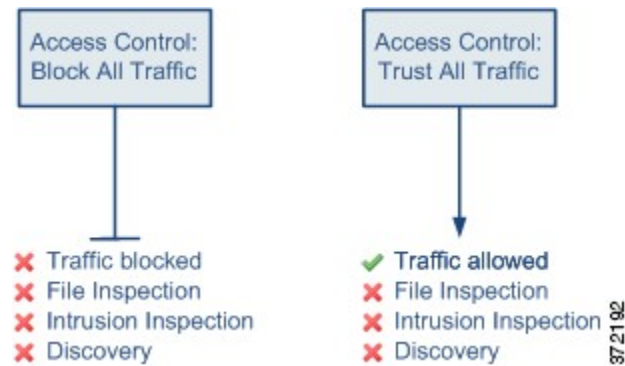 Access Control:
Block All Traffic
Traffic blocked
File Inspection
Intrusion Inspection
Discovery
Access Control:
Trust All Traffic
Traffic allowed
File Inspection
Intrusion Inspection
Discovery
372192